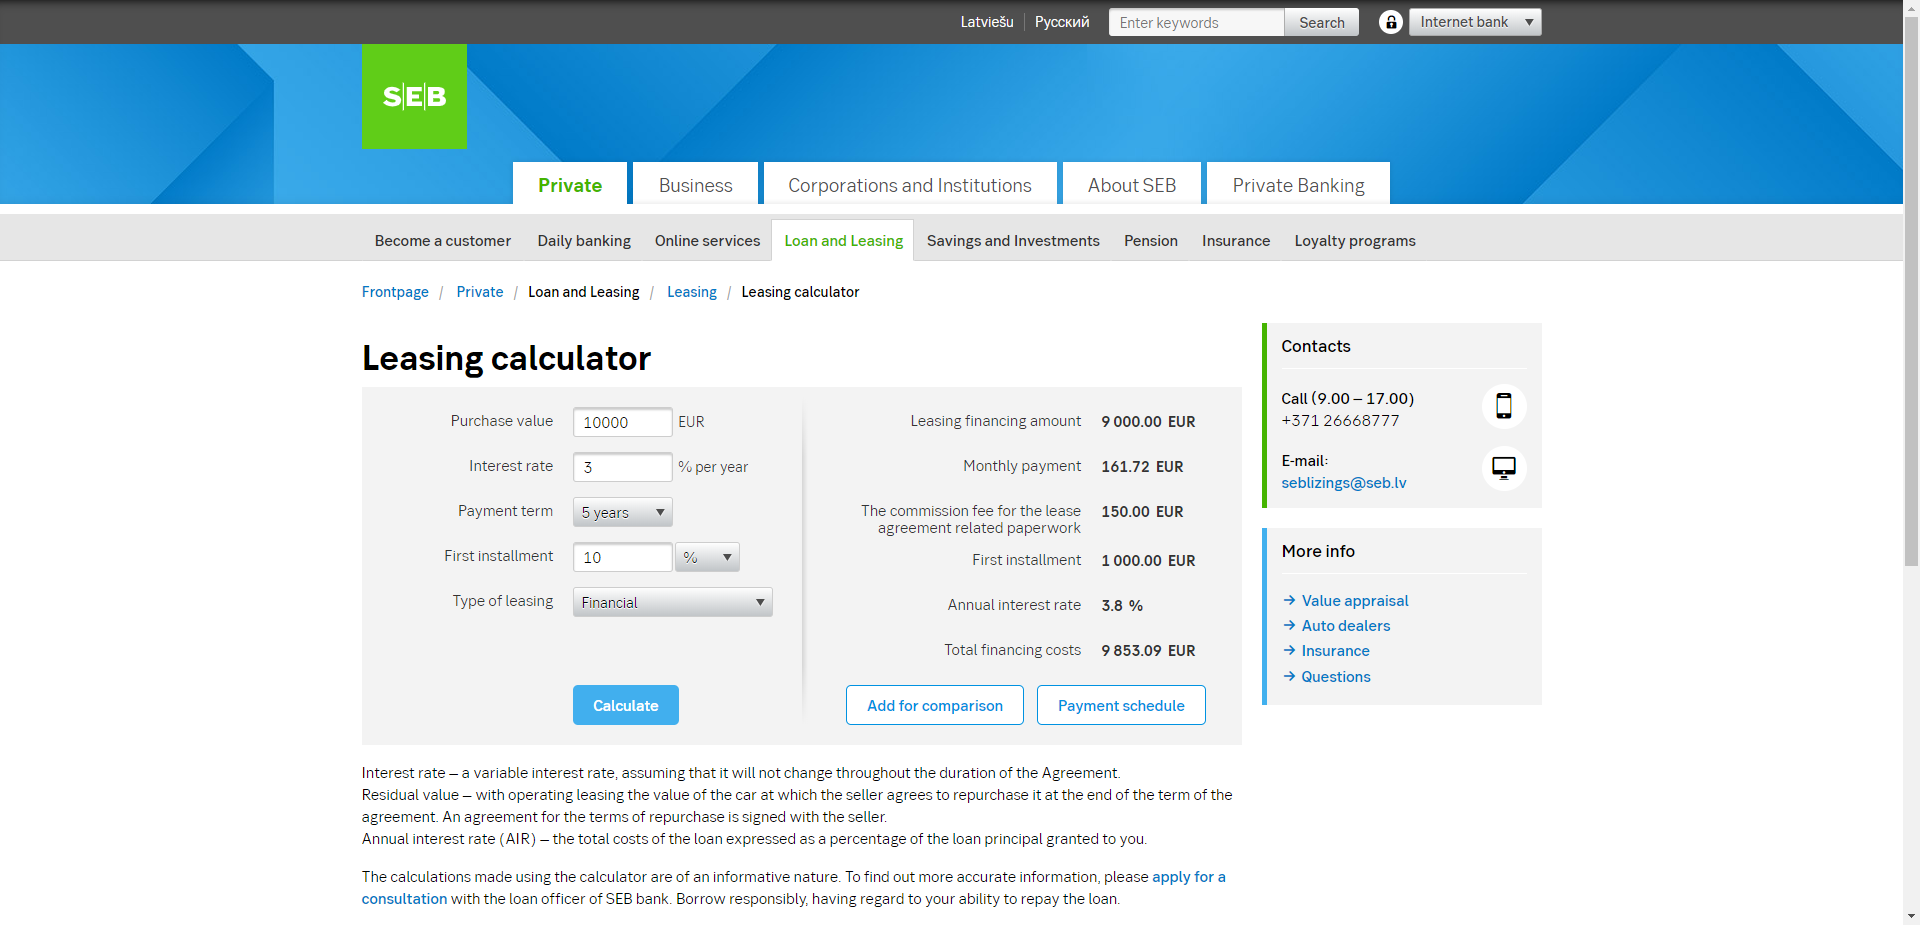 Latviešu
Русский
Enter keywords
Search
Internet bank
S|E|B
Private
Business
Corporations and Institutions
About SEB
Private Banking
Become a customer
Daily banking
Online services
Loan and Leasing
Savings and Investments
Pension
Insurance
Loyalty programs
Frontpage / Private / Loan and Leasing / Leasing / Leasing calculator
Leasing calculator
Purchase value 10000 EUR
Interest rate 3 % per year
Payment term 5 years
First installment 10 %
Type of leasing Financial
Calculate
Leasing financing amount 9 000.00 EUR
Monthly payment 161.72 EUR
The commission fee for the lease
agreement related paperwork 150.00 EUR
First installment 1 000.00 EUR
Annual interest rate 3.8 %
Total financing costs 9 853.09 EUR
Add for comparison
Payment schedule
Interest rate – a variable interest rate, assuming that it will not change throughout the duration of the Agreement.
Residual value – with operating leasing the value of the car at which the seller agrees to repurchase it at the end of the term of the
agreement. An agreement for the terms of repurchase is signed with the seller.
Annual interest rate (AIR) – the total costs of the loan expressed as a percentage of the loan principal granted to you.
The calculations made using the calculator are of an informative nature. To find out more accurate information, please apply for a
consultation with the loan officer of SEB bank. Borrow responsibly, having regard to your ability to repay the loan.
Contacts
Call (9.00 – 17.00)
+371 26668777
E-mail:
seblizings@seb.lv
More info
→ Value appraisal
→ Auto dealers
→ Insurance
→ Questions